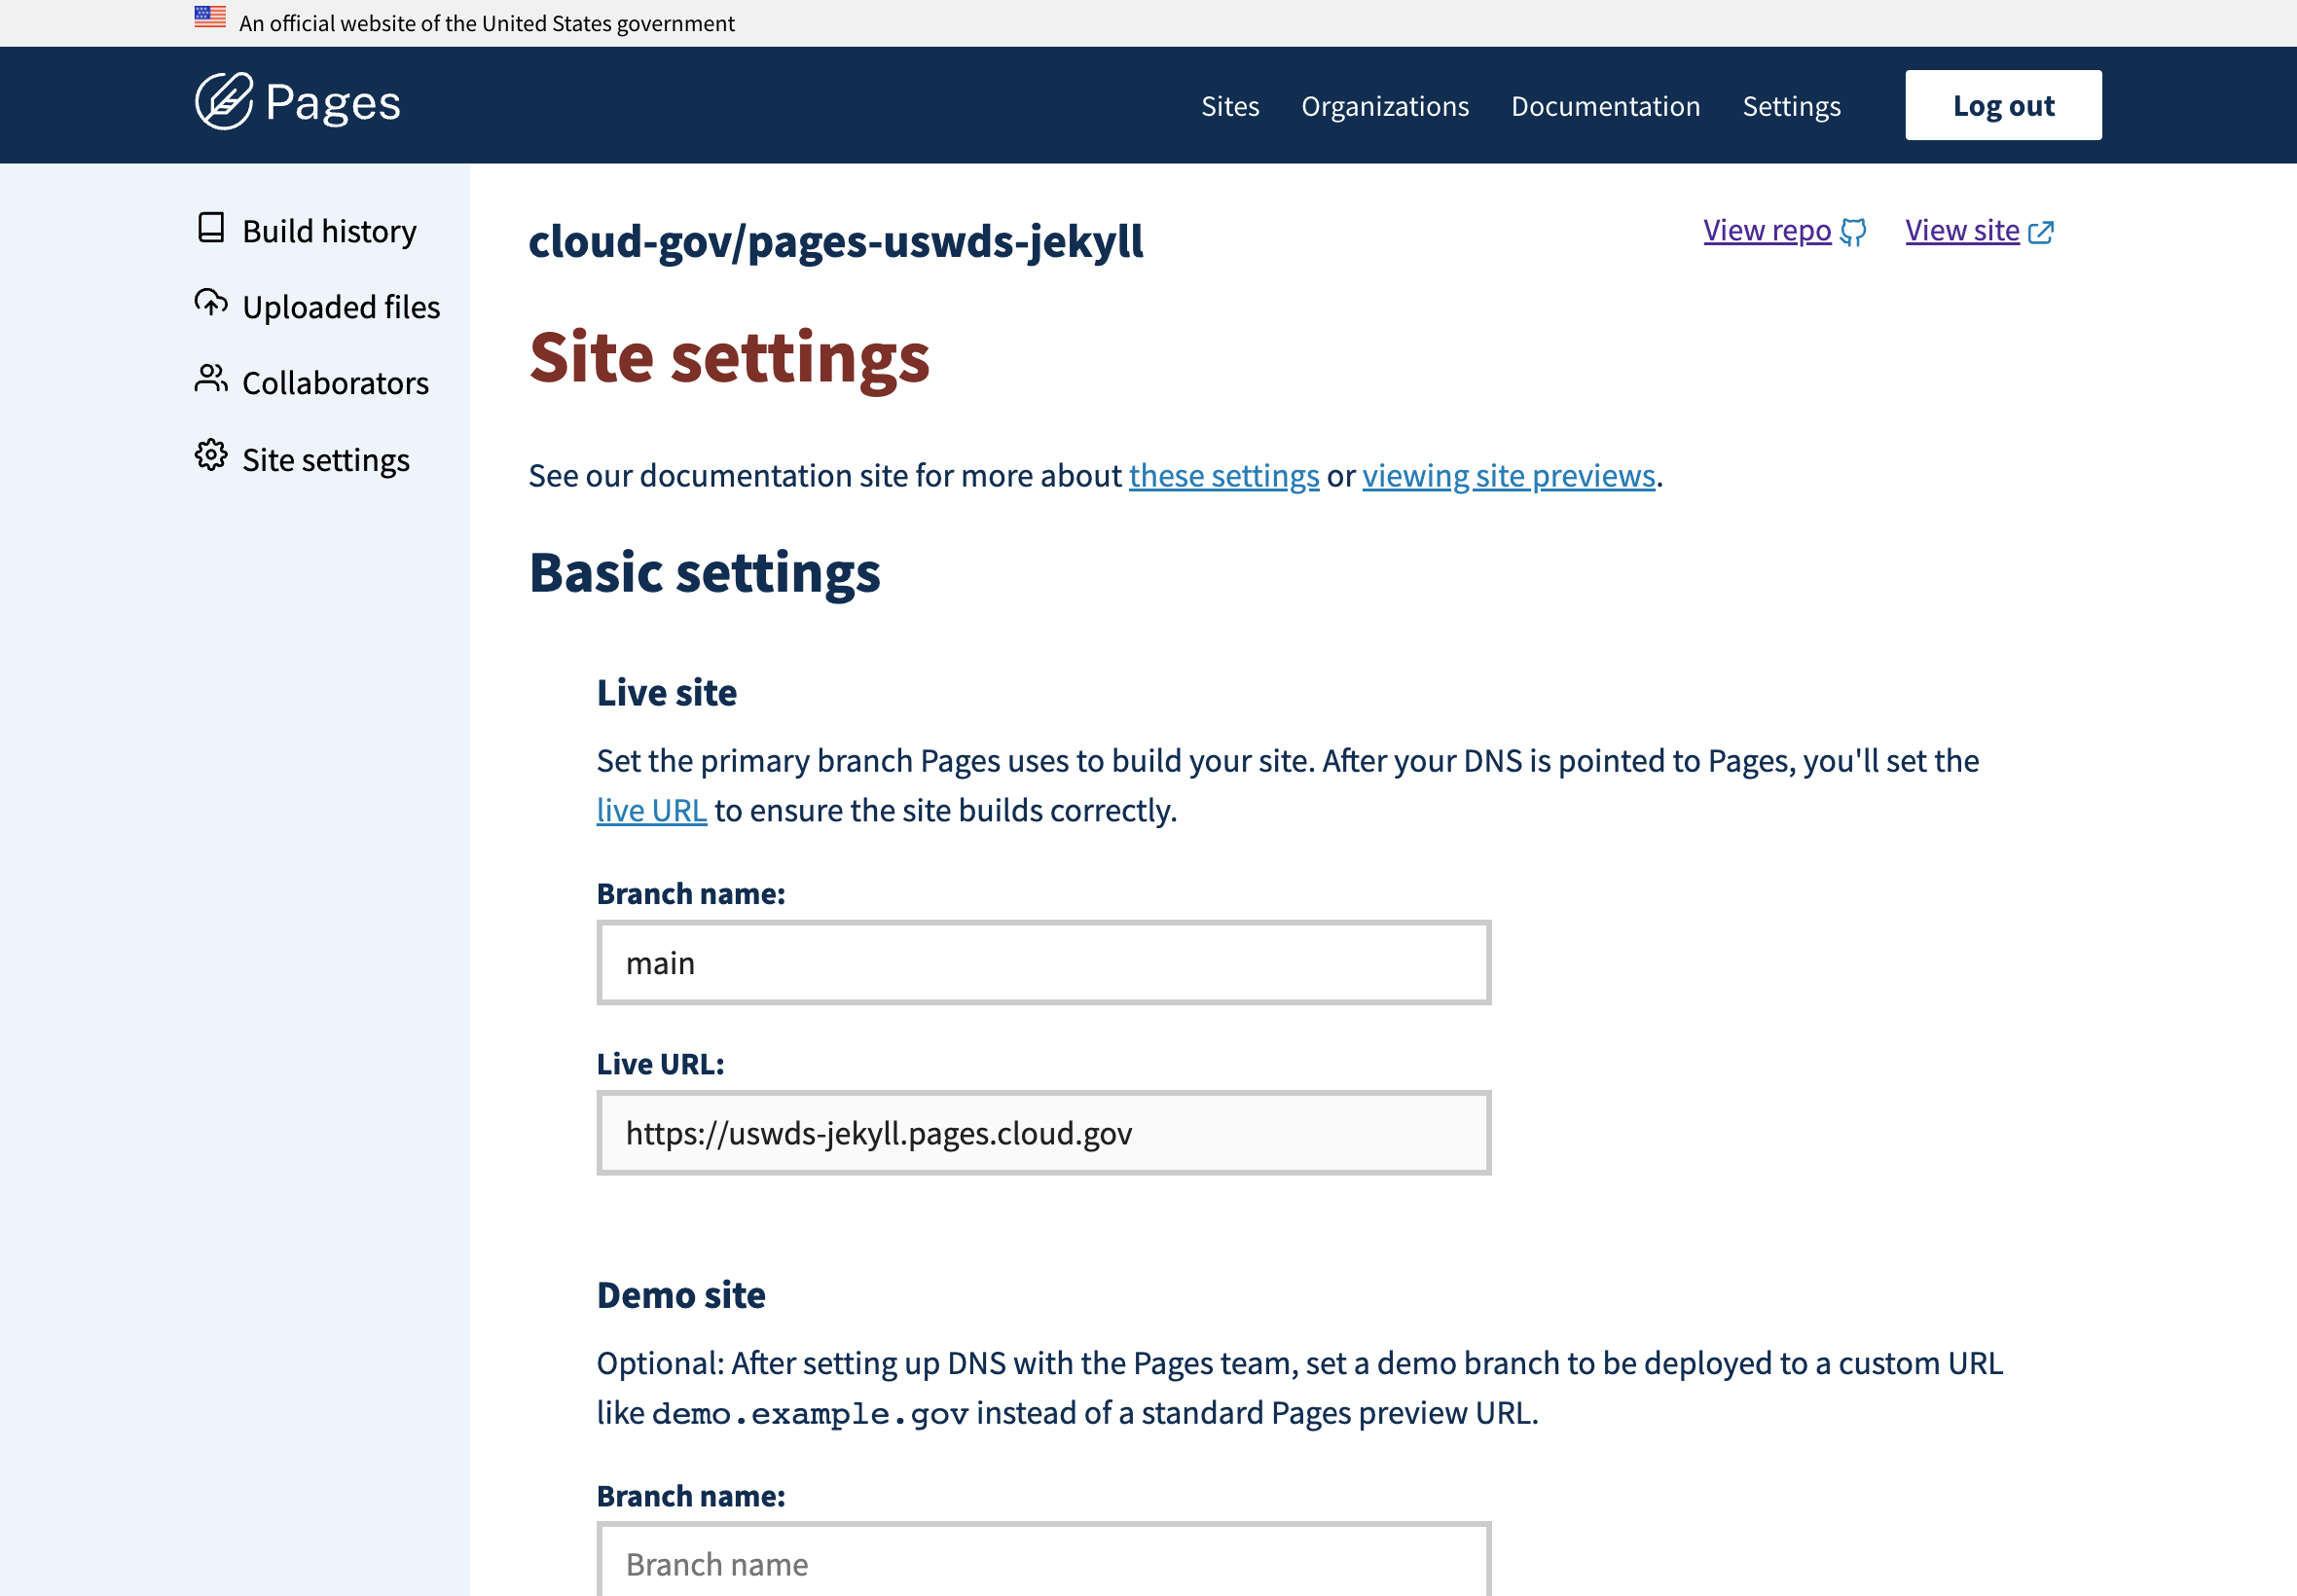 An official website of the United States government
Pages
Sites Organizations Documentation Settings Log out
Build history
Uploaded files
Collaborators
Site settings
cloud-gov/pages-uswds-jekyll
View repo View site
Site settings
See our documentation site for more about these settings or viewing site previews.
Basic settings
Live site
Set the primary branch Pages uses to build your site. After your DNS is pointed to Pages, you'll set the
live URL to ensure the site builds correctly.
Branch name:
main
Live URL:
https://uswds-jekyll.pages.cloud.gov
Demo site
Optional: After setting up DNS with the Pages team, set a demo branch to be deployed to a custom URL
like demo.example.gov instead of a standard Pages preview URL.
Branch name:
Branch name